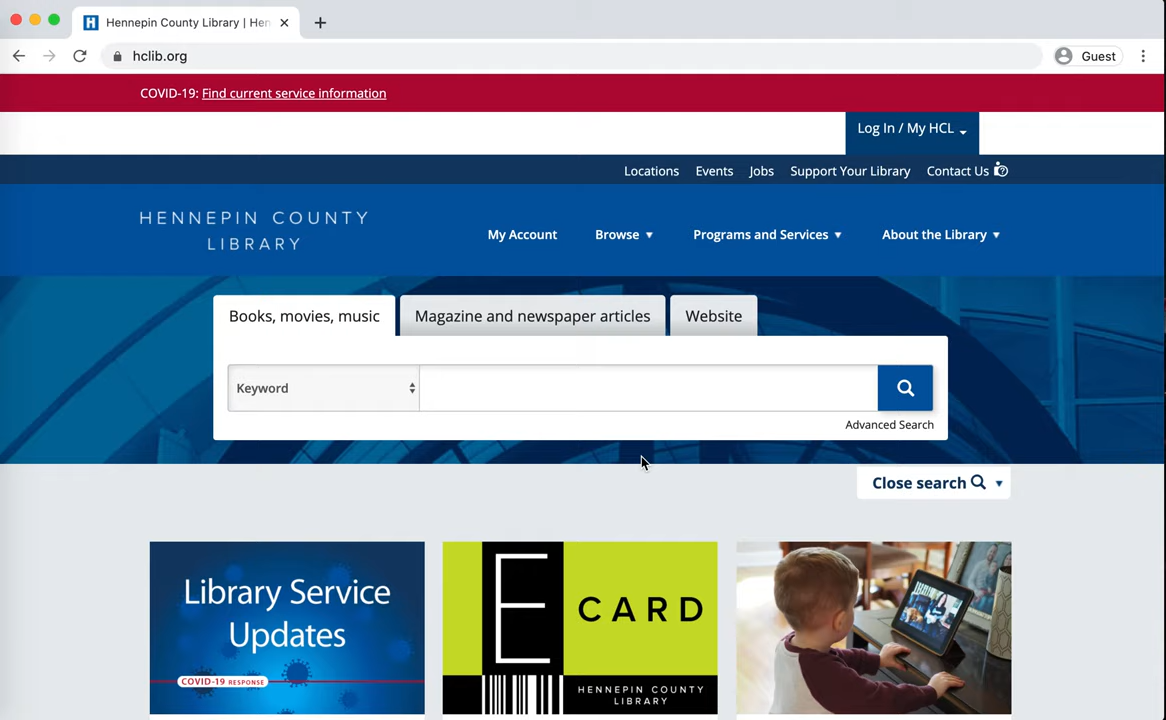 Hennepin County Library | Hen
hclib.org
Guest
COVID-19: Find current service information
Log In / My HCL
Locations Events Jobs Support Your Library Contact Us
HENNEPIN COUNTY
LIBRARY
My Account Browse Programs and Services About the Library
Books, movies, music Magazine and newspaper articles Website
Keyword
Advanced Search
Close search
Library Service
Updates
COVID-19 RESPONSE
E CARD
HENNEPIN COUNTY
LIBRARY